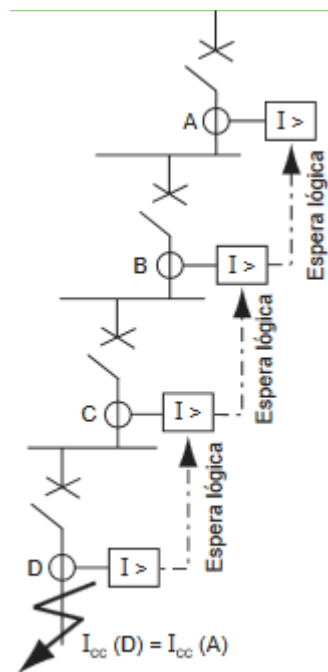 A I >
Espera lógica
B I >
Espera lógica
C I >
Espera lógica
D I >
Icc (D) = Icc (A)